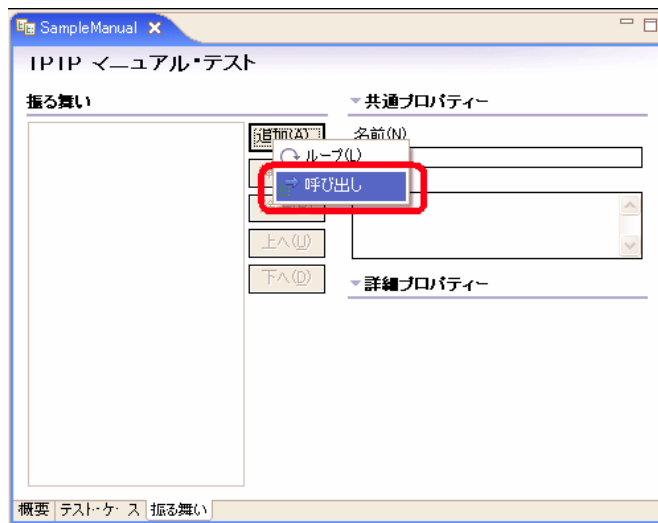 SampleManual
TPTP マニュアル・テスト
振る舞い
共通プロパティー
追加(A)
名前(N)
ループ(L)
呼び出し
上へ(U)
下へ(D)
詳細プロパティー
概要
テスト・ケース
振る舞い